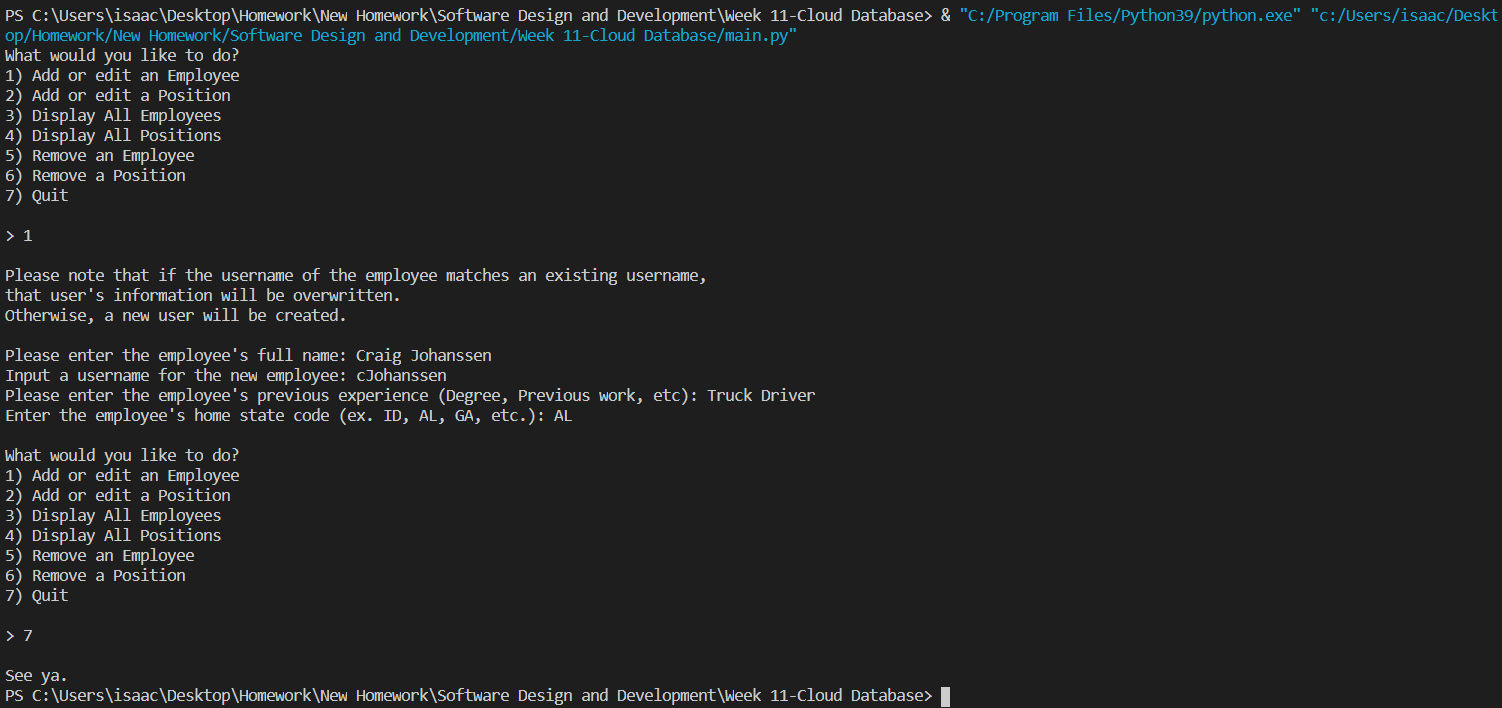 PS C:\Users\isaac\Desktop\Homework\New Homework\Software Design and Development\Week 11-Cloud Database> & "C:/Program Files/Python39/python.exe" "c:/Users/isaac/Deskt
op/Homework/New Homework/Software Design and Development/Week 11-Cloud Database/main.py"
What would you like to do?
1) Add or edit an Employee
2) Add or edit a Position
3) Display All Employees
4) Display All Positions
5) Remove an Employee
6) Remove a Position
7) Quit

> 1

Please note that if the username of the employee matches an existing username,
that user's information will be overwritten.
Otherwise, a new user will be created.

Please enter the employee's full name: Craig Johanssen
Input a username for the new employee: cJohanssen
Please enter the employee's previous experience (Degree, Previous work, etc): Truck Driver
Enter the employee's home state code (ex. ID, AL, GA, etc.): AL

What would you like to do?
1) Add or edit an Employee
2) Add or edit a Position
3) Display All Employees
4) Display All Positions
5) Remove an Employee
6) Remove a Position
7) Quit

> 7

See ya.
PS C:\Users\isaac\Desktop\Homework\New Homework\Software Design and Development\Week 11-Cloud Database>